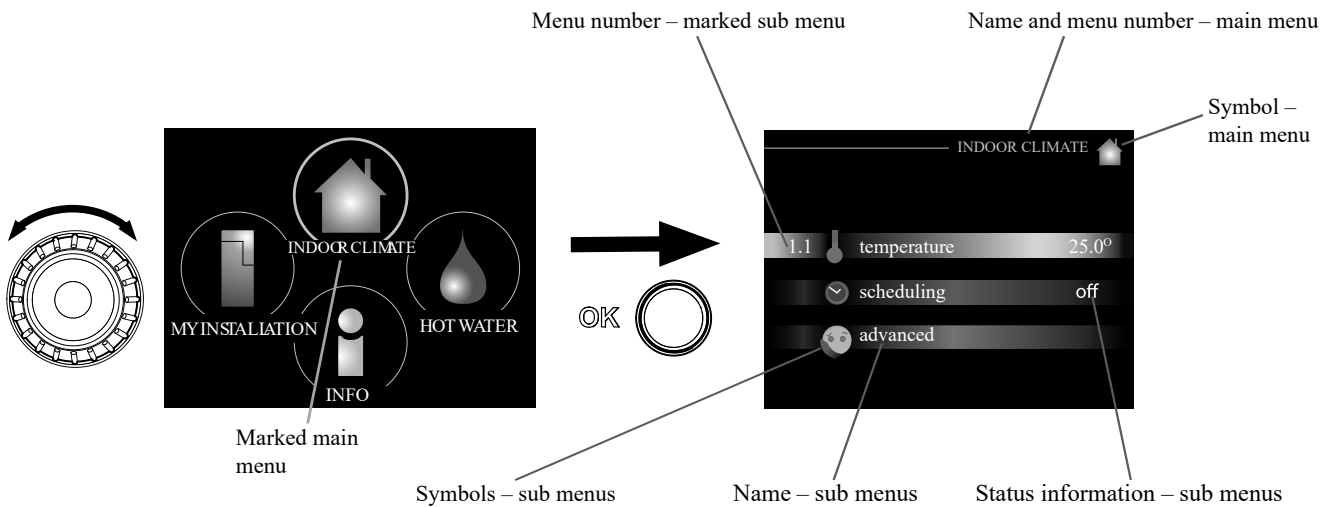 Menu number – marked sub menu
Name and menu number – main menu
Symbol –
main menu
INDOOR CLIMATE
MY INSTALLATION
HOT WATER
INFO
OK
INDOOR CLIMATE
1.1 temperature 25.0°
scheduling off
advanced
Marked main
menu
Symbols – sub menus
Name – sub menus
Status information – sub menus